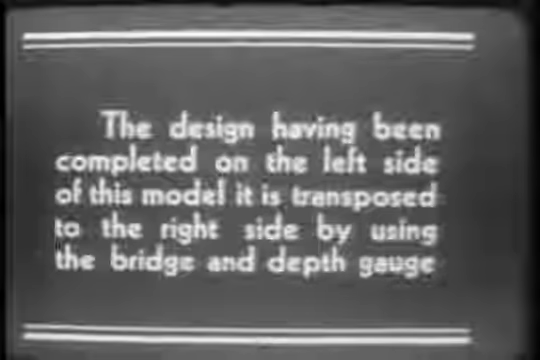 The design having been
completed on the left side
of this model it is transposed
to the right side by using
the bridge and depth gauge